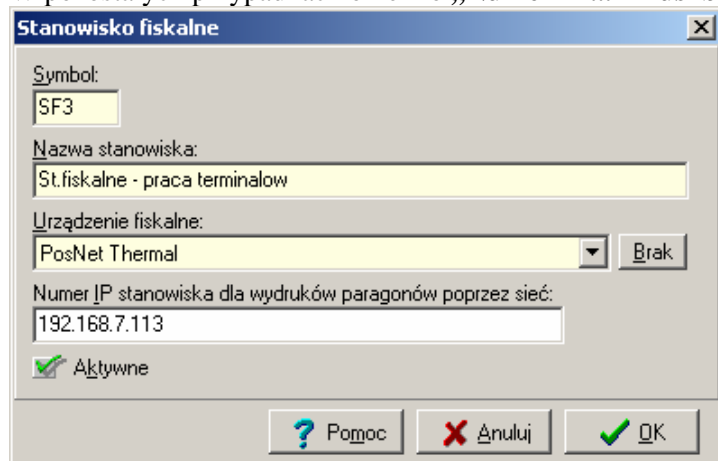 Stanowisko fiskalne
Symbol:
SF3
Nazwa stanowiska:
St.fiskalne - praca terminalow
Urządzenie fiskalne:
PosNet Thermal
Brak
Numer IP stanowiska dla wydruków paragonów poprzez sieć:
192.168.7.113
Aktywne
Pomoc
Anuluj
OK